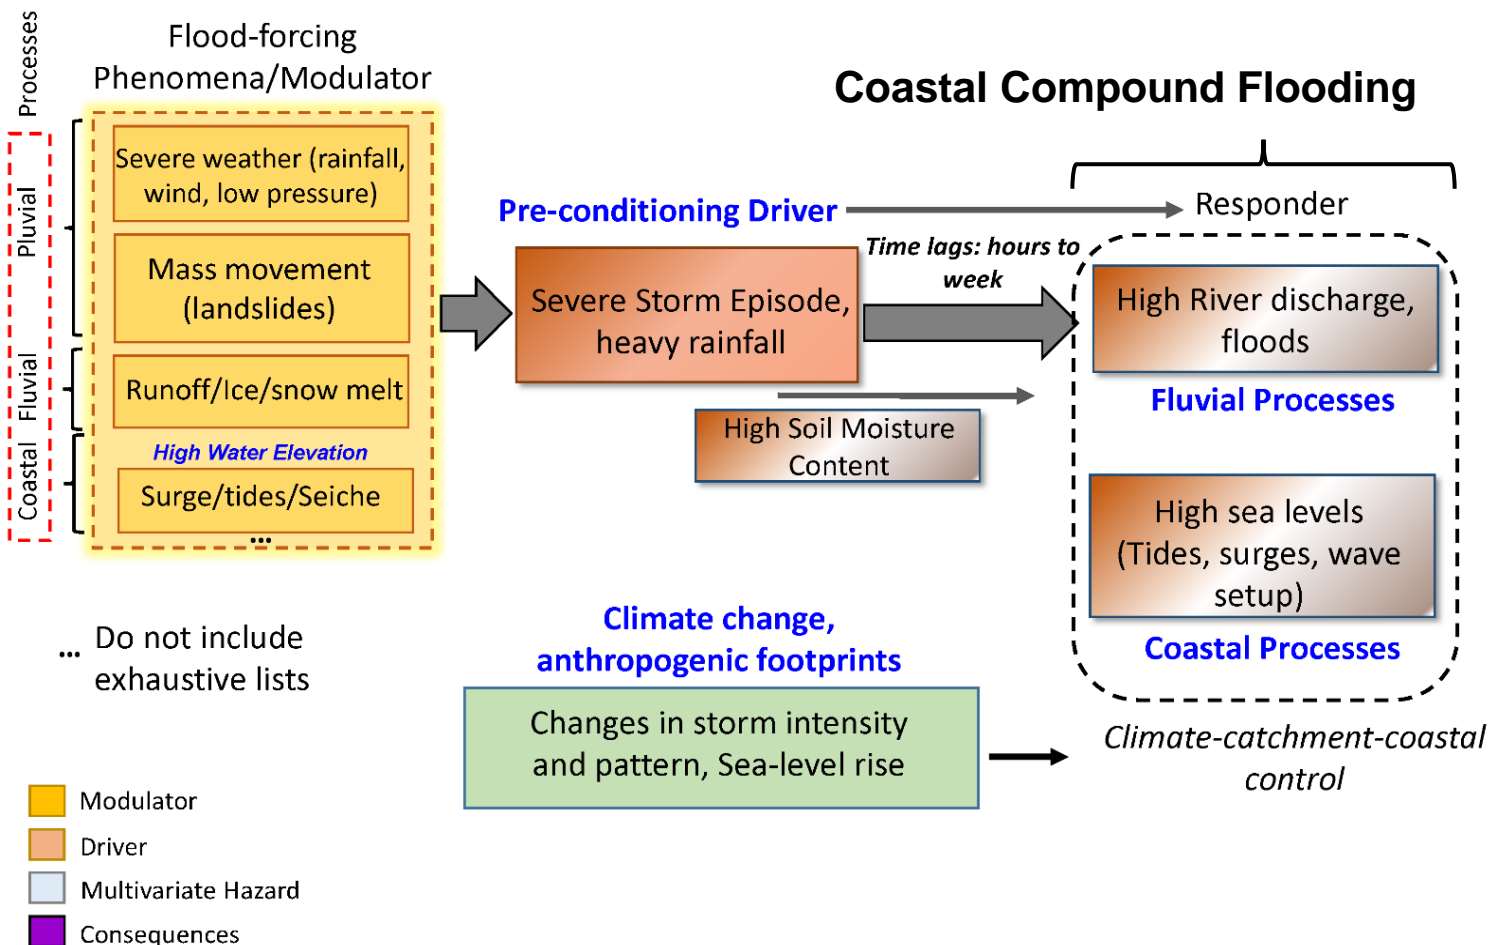 Processes
Flood-forcing
Phenomena/Modulator
Pluvial
Fluvial
Coastal
Severe weather (rainfall,
wind, low pressure)
Mass movement
(landslides)
Runoff/Ice/snow melt
High Water Elevation
Surge/tides/Seiche
...
... Do not include
exhaustive lists
Modulator
Driver
Multivariate Hazard
Consequences
Pre-conditioning Driver
Severe Storm Episode,
heavy rainfall
Time lags: hours to
week
High Soil Moisture
Content
Climate change,
anthropogenic footprints
Changes in storm intensity
and pattern, Sea-level rise
Coastal Compound Flooding
Responder
High River discharge,
floods
Fluvial Processes
High sea levels
(Tides, surges, wave
setup)
Coastal Processes
Climate-catchment-coastal
control